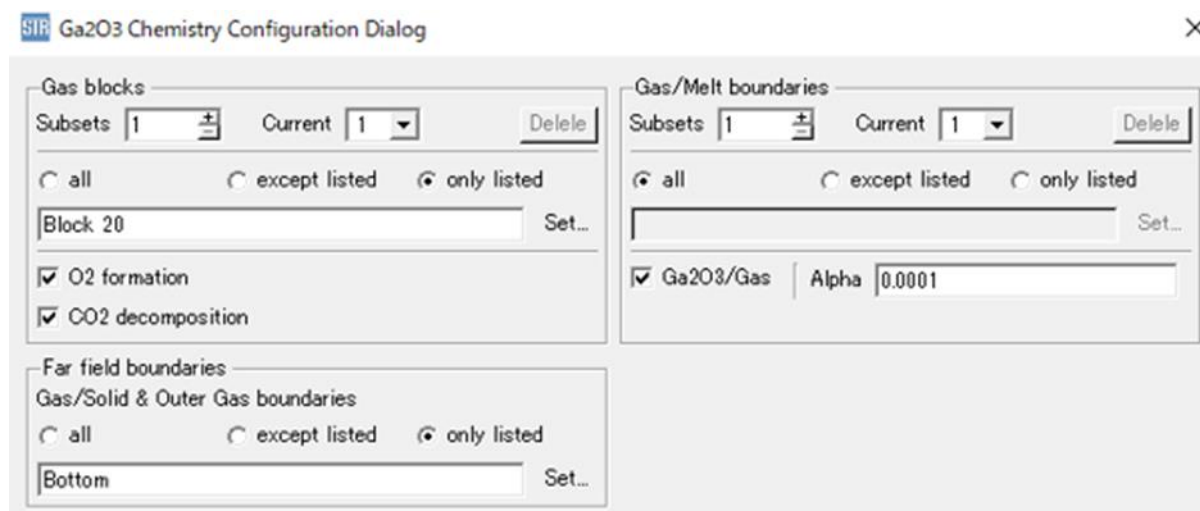 STR Ga2O3 Chemistry Configuration Dialog
Gas blocks
Subsets 1 Current 1 Delele
all except listed only listed
Block 20 Set...
O2 formation
CO2 decomposition
Far field boundaries
Gas/Solid & Outer Gas boundaries
all except listed only listed
Bottom Set...
Gas/Melt boundaries
Subsets 1 Current 1 Delele
all except listed only listed
Set...
Ga2O3/Gas Alpha 0.0001